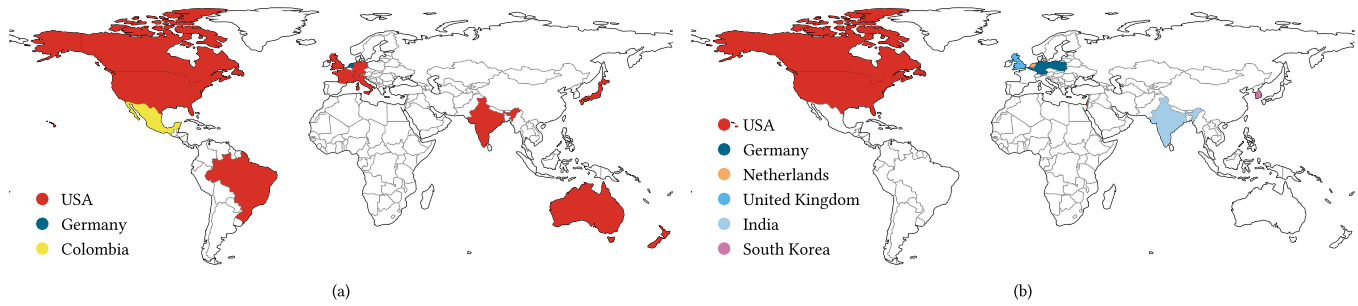 USA
Germany
Colombia
(a)
USA
Germany
Netherlands
United Kingdom
India
South Korea
(b)